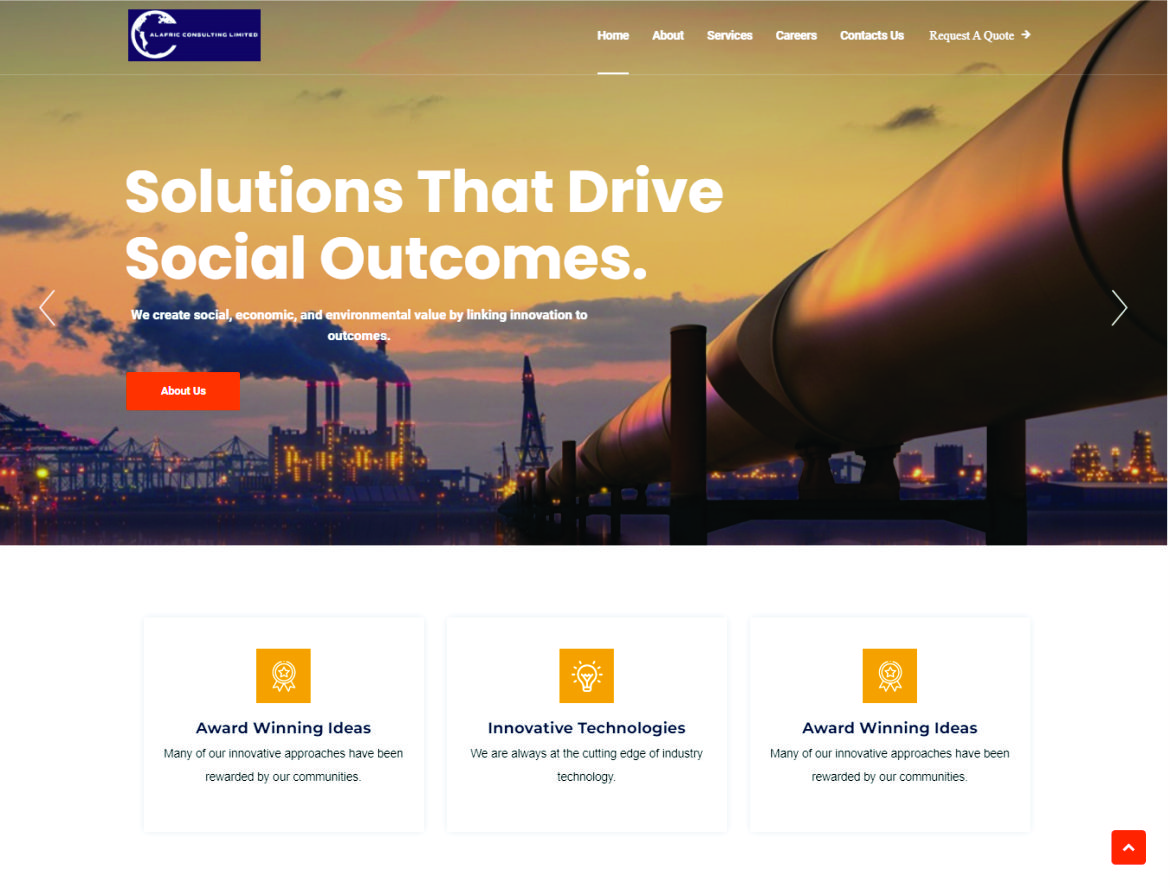 ALAFRIC CONSULTING LIMITED
Home About Services Careers Contacts Us Request A Quote
Solutions That Drive
Social Outcomes.
We create social, economic, and environmental value by linking innovation to
outcomes.
About Us
Award Winning Ideas
Many of our innovative approaches have been
rewarded by our communities.
Innovative Technologies
We are always at the cutting edge of industry
technology.
Award Winning Ideas
Many of our innovative approaches have been
rewarded by our communities.